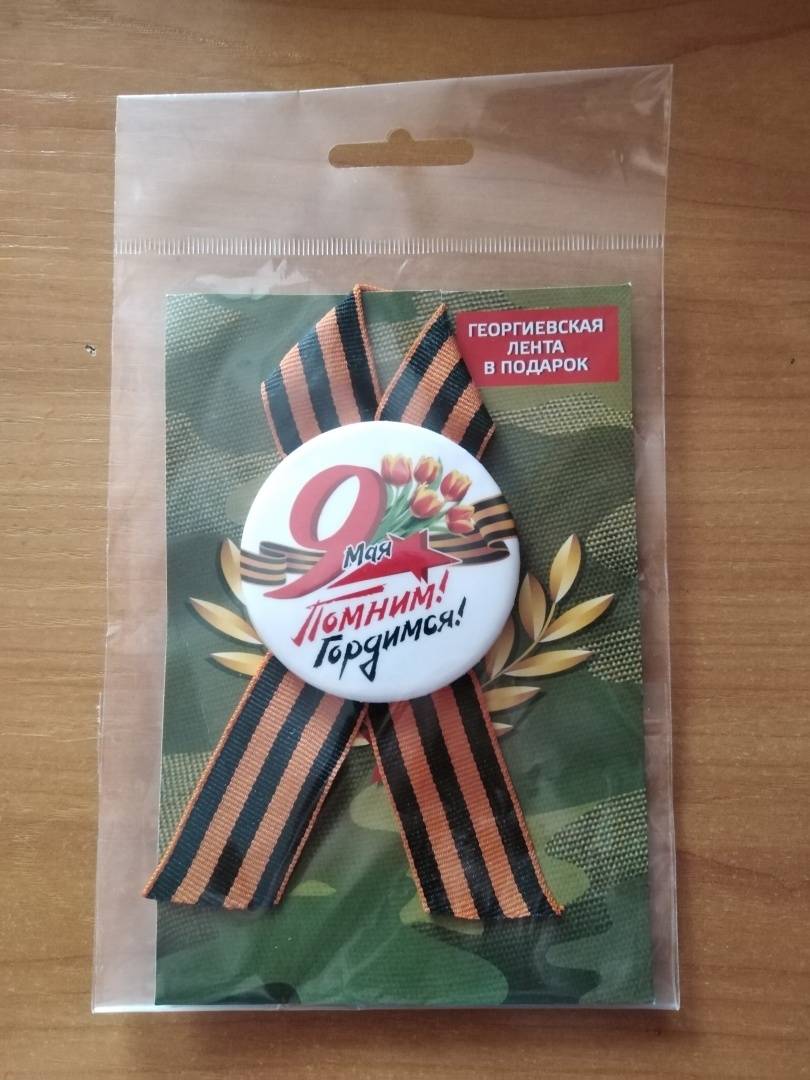 ГЕОРГИЕВСКАЯ
ЛЕНТА
В ПОДАРОК
9
Мая
Помним!
Гордимся!